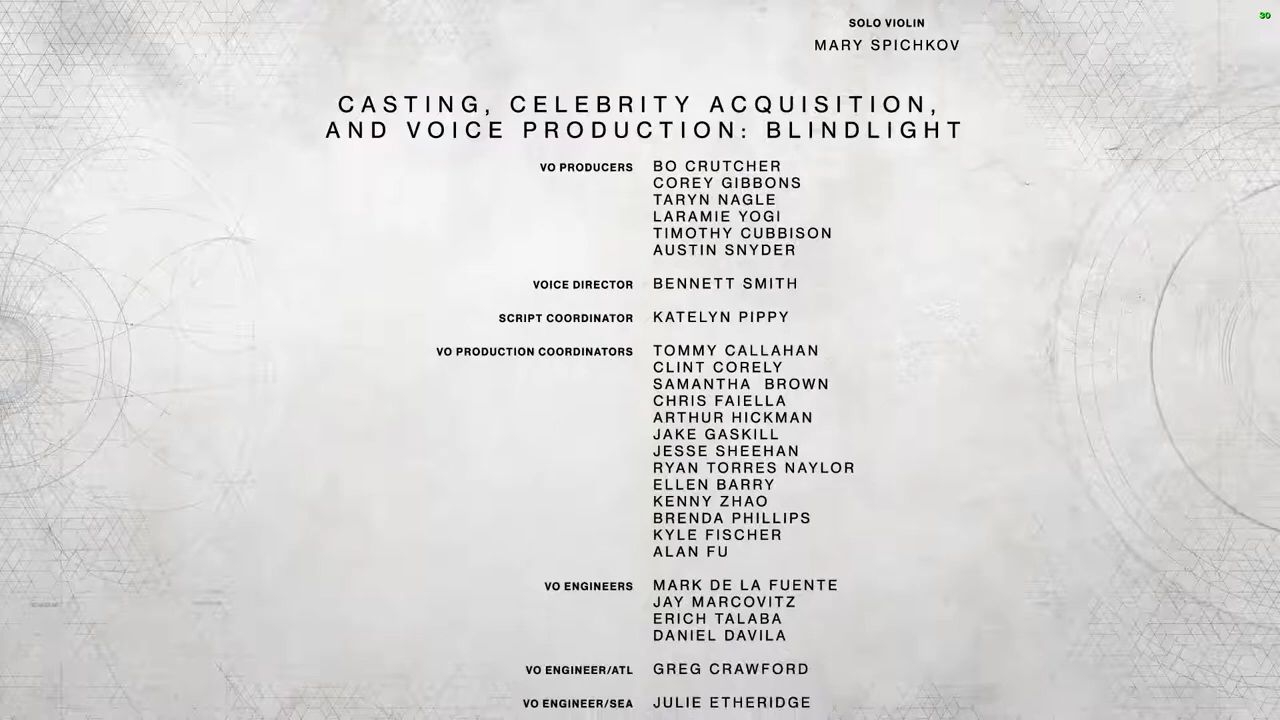 30
SOLO VIOLIN
MARY SPICHKOV
CASTING, CELEBRITY ACQUISITION,
AND VOICE PRODUCTION: BLINDLIGHT
VO PRODUCERS BO CRUTCHER
COREY GIBBONS
TARYN NAGLE
LARAMIE YOGI
TIMOTHY CUBBISON
AUSTIN SNYDER
VOICE DIRECTOR BENNETT SMITH
SCRIPT COORDINATOR KATELYN PIPPY
VO PRODUCTION COORDINATORS TOMMY CALLAHAN
CLINT CORELY
SAMANTHA  BROWN
CHRIS FAIELLA
ARTHUR HICKMAN
JAKE GASKILL
JESSE SHEEHAN
RYAN TORRES NAYLOR
ELLEN BARRY
KENNY ZHAO
BRENDA PHILLIPS
KYLE FISCHER
ALAN FU
VO ENGINEERS MARK DE LA FUENTE
JAY MARCOVITZ
ERICH TALABA
DANIEL DAVILA
VO ENGINEER/ATL GREG CRAWFORD
VO ENGINEER/SEA JULIE ETHERIDGE